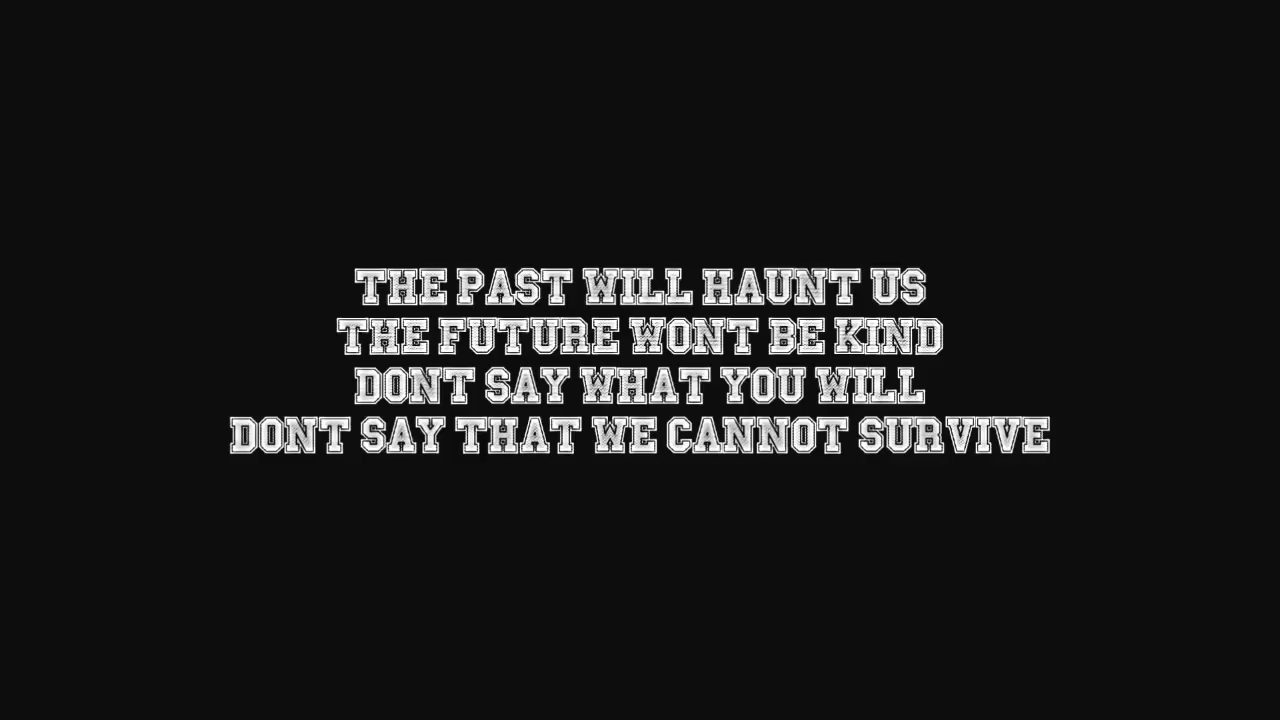 THE PAST WILL HAUNT US
THE FUTURE WONT BE KIND
DONT SAY WHAT YOU WILL
DONT SAY THAT WE CANNOT SURVIVE